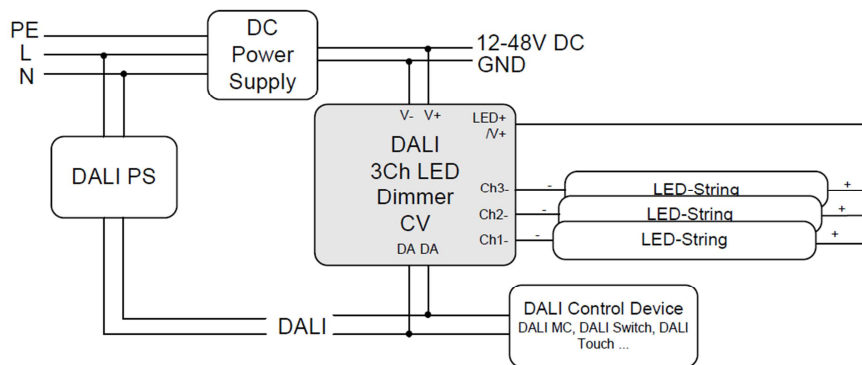 PE
L
N
DC
Power
Supply
12-48V DC
GND
V- V+
LED+
/V+
DALI
3Ch LED
Dimmer
CV
DA DA
Ch3-
Ch2-
Ch1-
- LED-String +
- LED-String +
- LED-String +
DALI PS
DALI
DALI Control Device
DALI MC, DALI Switch, DALI
Touch ...